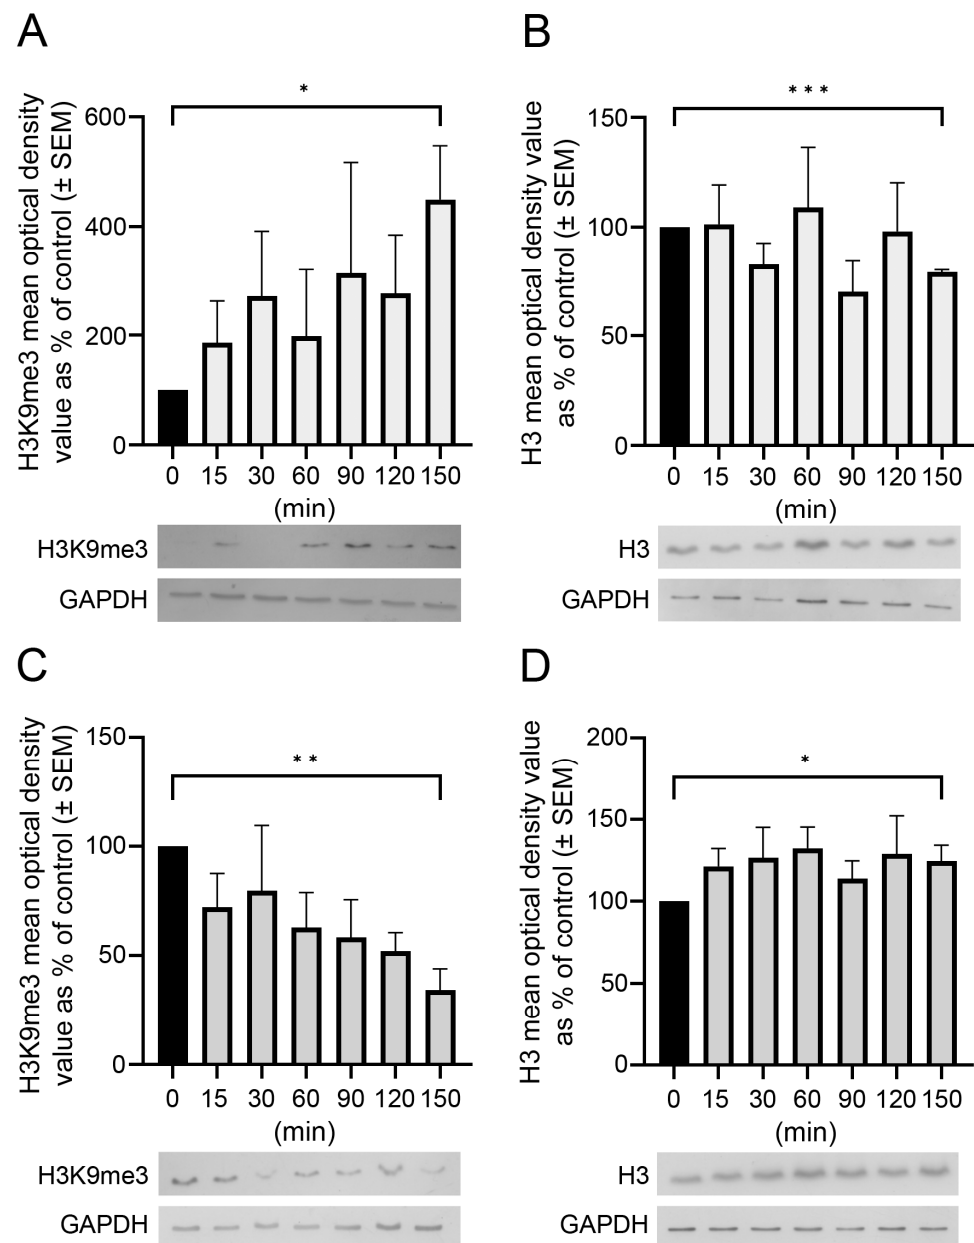 A
H3K9me3 mean optical density
value as % of control (± SEM)
600
400
200
0
*
0 15 30 60 90 120 150
(min)
H3K9me3
GAPDH
B
H3 mean optical density value
as % of control (± SEM)
150
100
50
0
***
0 15 30 60 90 120 150
(min)
H3
GAPDH
C
H3K9me3 mean optical density
value as % of control (± SEM)
150
100
50
0
**
0 15 30 60 90 120 150
(min)
H3K9me3
GAPDH
D
H3 mean optical density value
as % of control (± SEM)
200
150
100
50
0
*
0 15 30 60 90 120 150
(min)
H3
GAPDH